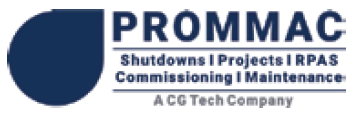 PROMMAC
Shutdowns I Projects I RPAS
Commissioning I Maintenance
A CG Tech Company